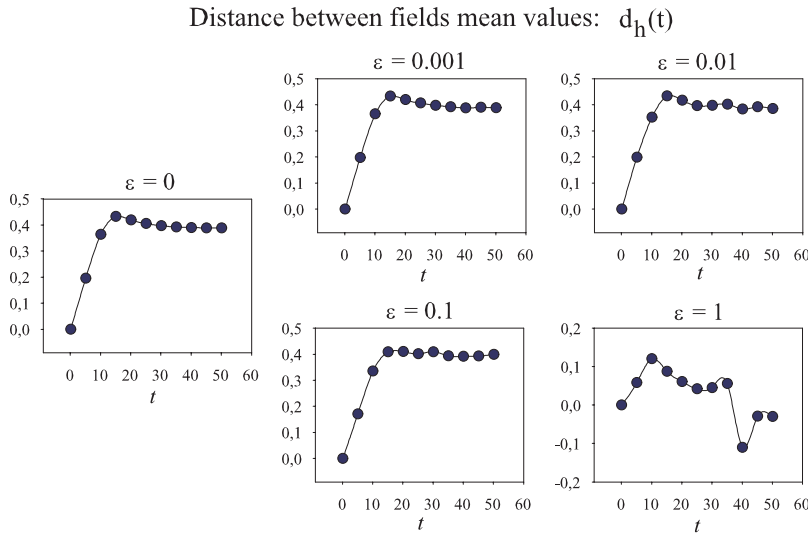 Distance between fields mean values: d_h(t)
ε = 0.001
0,5
0,4
0,3
0,2
0,1
0,0
0 10 20 30 40 50 60
t
ε = 0.01
0,5
0,4
0,3
0,2
0,1
0,0
0 10 20 30 40 50 60
t
ε = 0
0,5
0,4
0,3
0,2
0,1
0,0
0 10 20 30 40 50 60
t
ε = 0.1
0,5
0,4
0,3
0,2
0,1
0,0
0 10 20 30 40 50 60
t
ε = 1
0,2
0,1
0,0
-0,1
-0,2
0 10 20 30 40 50 60
t